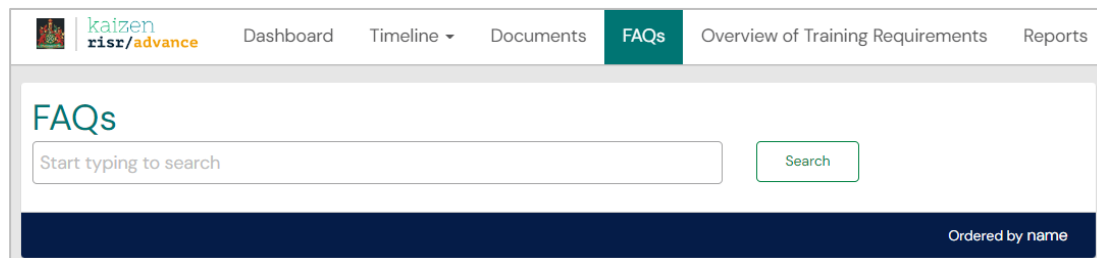 kaizen
risr/advance
Dashboard
Timeline
Documents
FAQs
Overview of Training Requirements
Reports
FAQs
Start typing to search
Search
Ordered by name